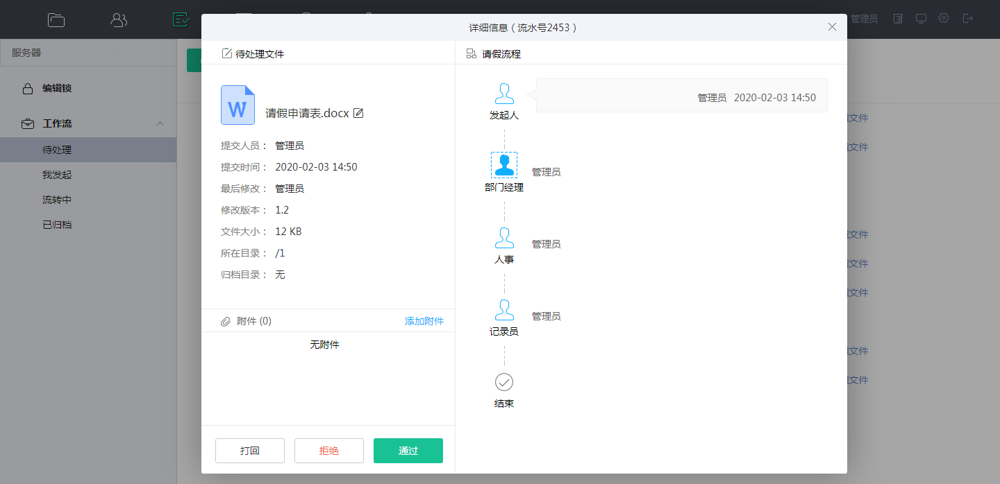 管理员
服务器
编辑锁
工作流
待处理
我发起
流转中
已归档
详细信息（流水号2453）
待处理文件
W
请假申请表.docx
提交人员： 管理员
提交时间： 2020-02-03 14:50
最后修改： 管理员
修改版本： 1.2
文件大小： 12 KB
所在目录： /1
归档目录： 无
附件 (0) 添加附件
无附件
打回 拒绝 通过
请假流程
管理员 2020-02-03 14:50
发起人
管理员
部门经理
管理员
人事
管理员
记录员
结束
文件
文件
文件
文件
文件
文件
文件